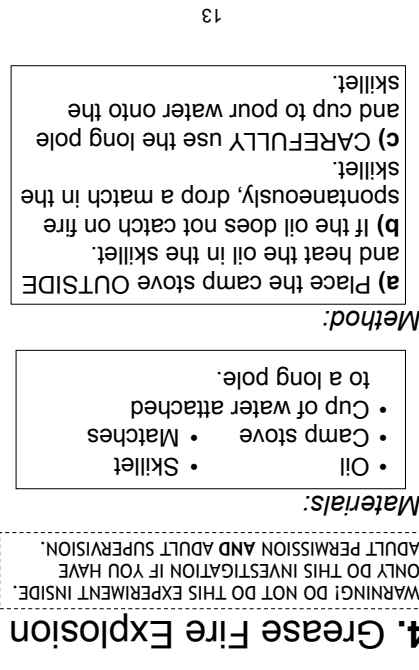 4. Grease Fire Explosion
WARNING! DO NOT DO THIS EXPERIMENT INSIDE.
ONLY DO THIS INVESTIGATION IF YOU HAVE
ADULT PERMISSION AND ADULT SUPERVISION.
Materials:
• Oil • Skillet
• Camp stove • Matches
• Cup of water attached
to a long pole.
Method:
a) Place the camp stove OUTSIDE
and heat the oil in the skillet.
b) If the oil does not catch on fire
spontaneously, drop a match in the
skillet.
c) CAREFULLY use the long pole
and cup to pour water onto the
skillet.
13